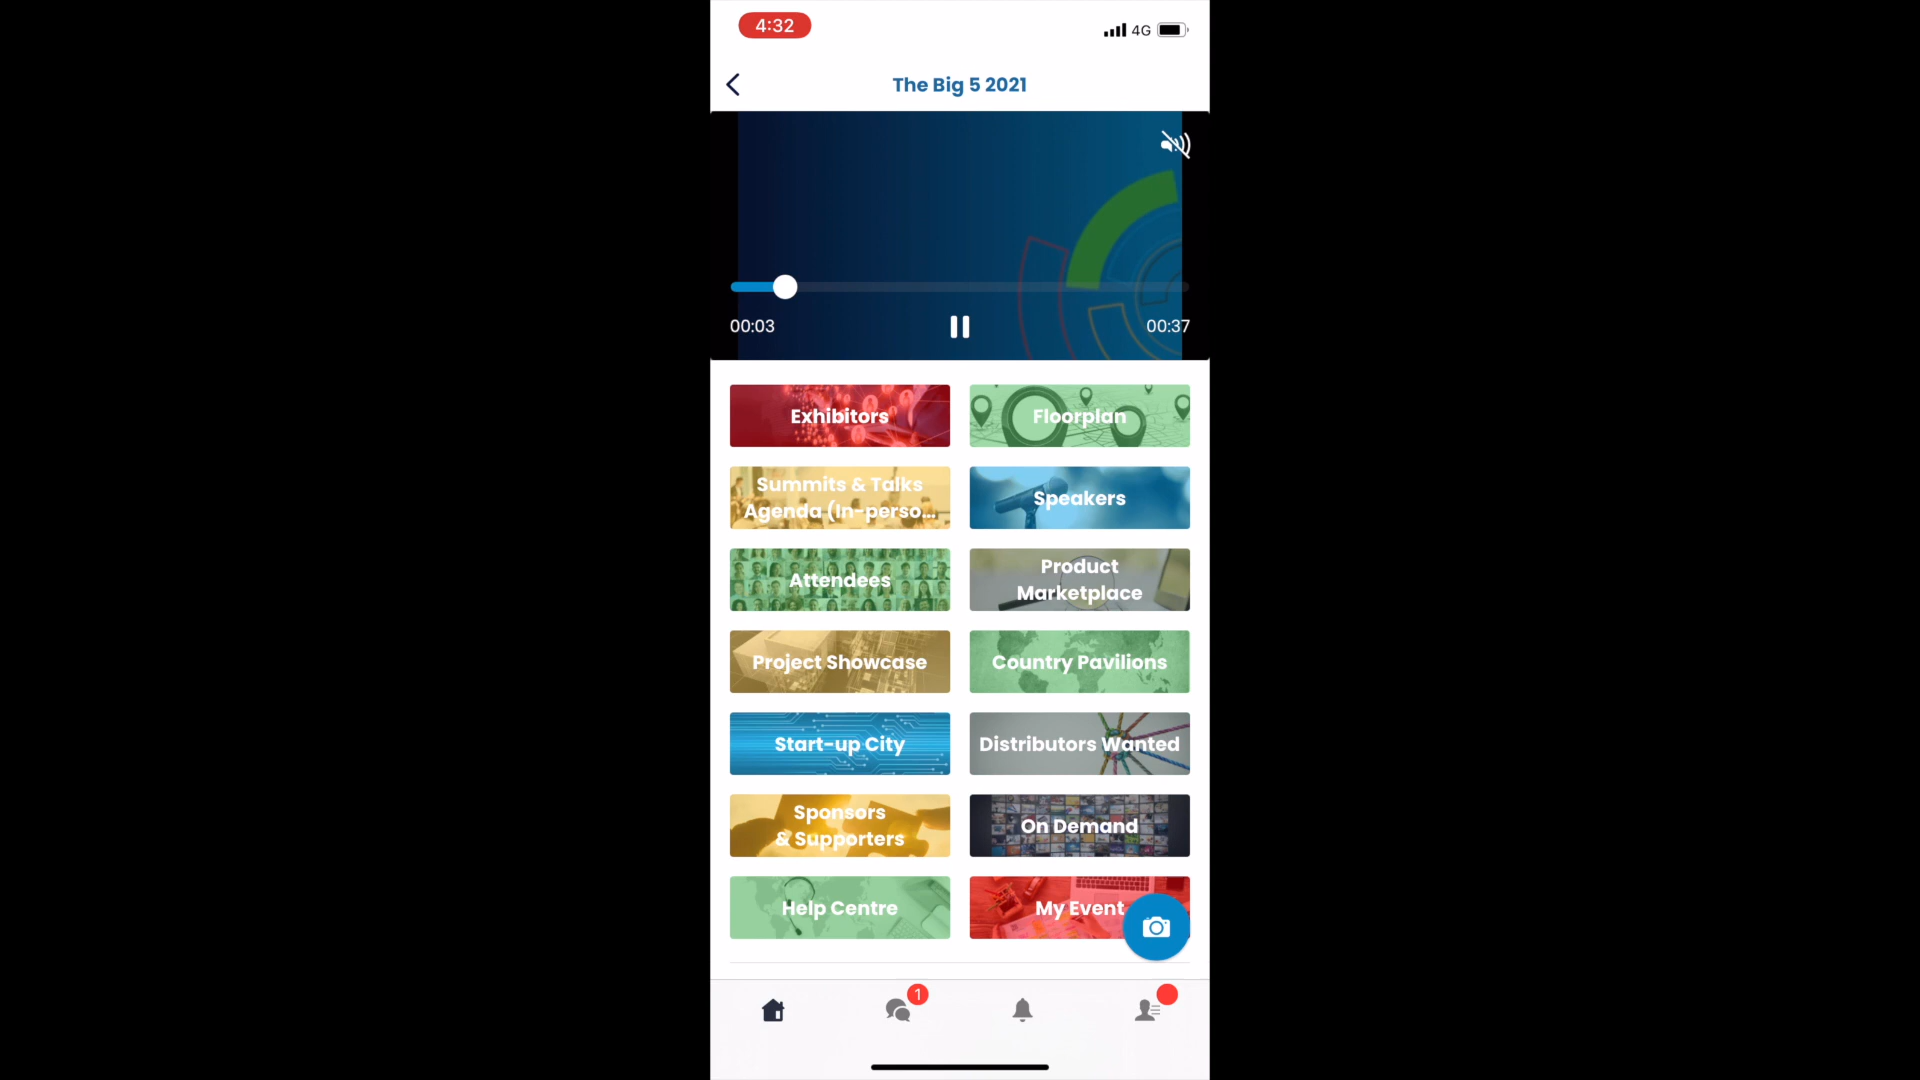 4:32
4G
The Big 5 2021
00:03
00:37
Exhibitors
Floorplan
Summits & Talks
Agenda (In-perso...
Speakers
Attendees
Product
Marketplace
Project Showcase
Country Pavilions
Start-up City
Distributors Wanted
Sponsors
& Supporters
On Demand
Help Centre
My Event
1